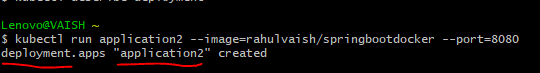 Lenovo@VAISH
$ kubectl run application2 --image=rahulvaish/springbootdocker --port=8080
deployment.apps "application2" created